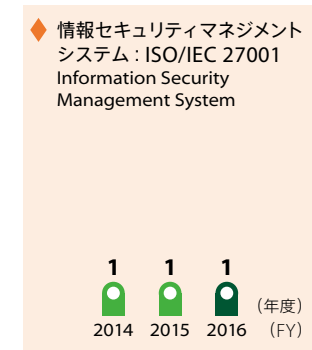 情報セキュリティマネジメント
システム : ISO/IEC 27001
Information Security
Management System
1 1 1
(年度)
2014 2015 2016 (FY)